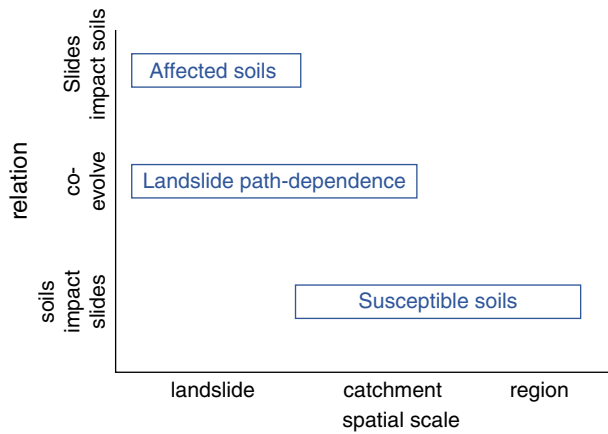 relation
Slides
impact soils
Affected soils
co-
evolve
Landslide path-dependence
soils
impact
slides
Susceptible soils
landslide
catchment
region
spatial scale